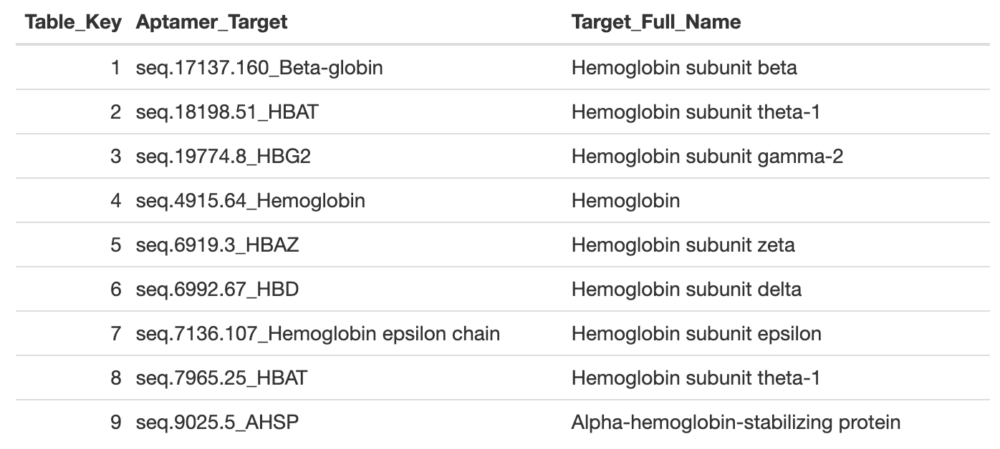 Table_Key Aptamer_Target Target_Full_Name
1 seq.17137.160_Beta-globin Hemoglobin subunit beta
2 seq.18198.51_HBAT Hemoglobin subunit theta-1
3 seq.19774.8_HBG2 Hemoglobin subunit gamma-2
4 seq.4915.64_Hemoglobin Hemoglobin
5 seq.6919.3_HBAZ Hemoglobin subunit zeta
6 seq.6992.67_HBD Hemoglobin subunit delta
7 seq.7136.107_Hemoglobin epsilon chain Hemoglobin subunit epsilon
8 seq.7965.25_HBAT Hemoglobin subunit theta-1
9 seq.9025.5_AHSP Alpha-hemoglobin-stabilizing protein